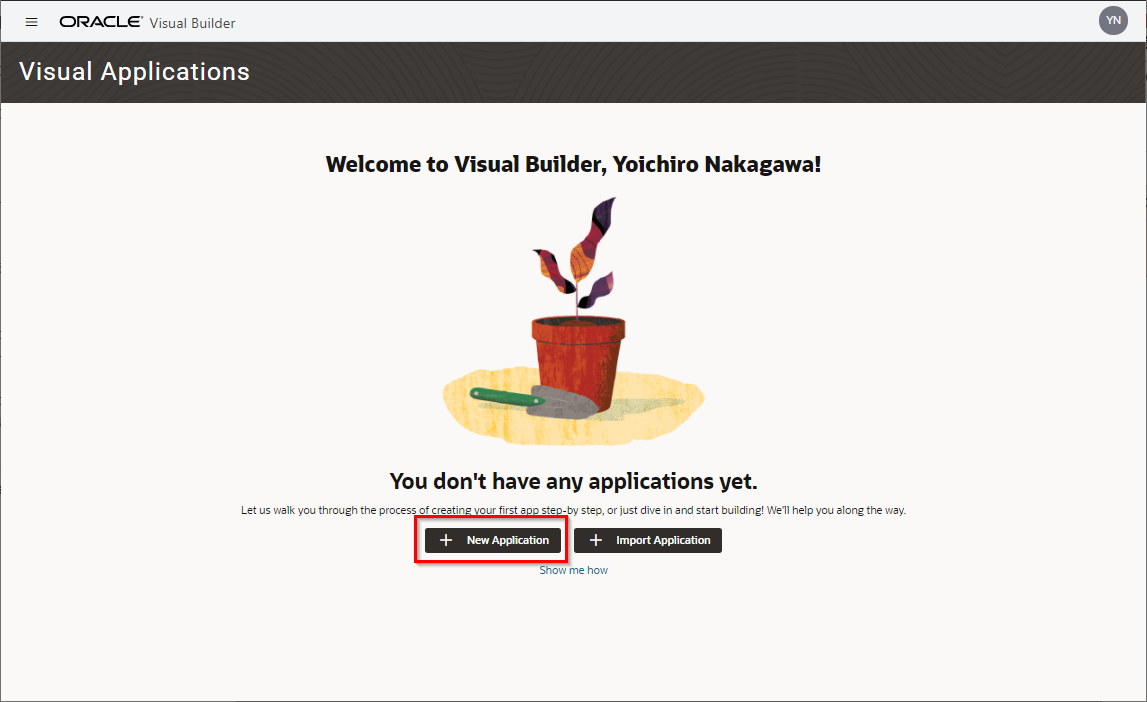 ORACLE® Visual Builder
YN
Visual Applications
Welcome to Visual Builder, Yoichiro Nakagawa!
You don't have any applications yet.
Let us walk you through the process of creating your first app step-by step, or just dive in and start building! We'll help you along the way.
+ New Application
+ Import Application
Show me how